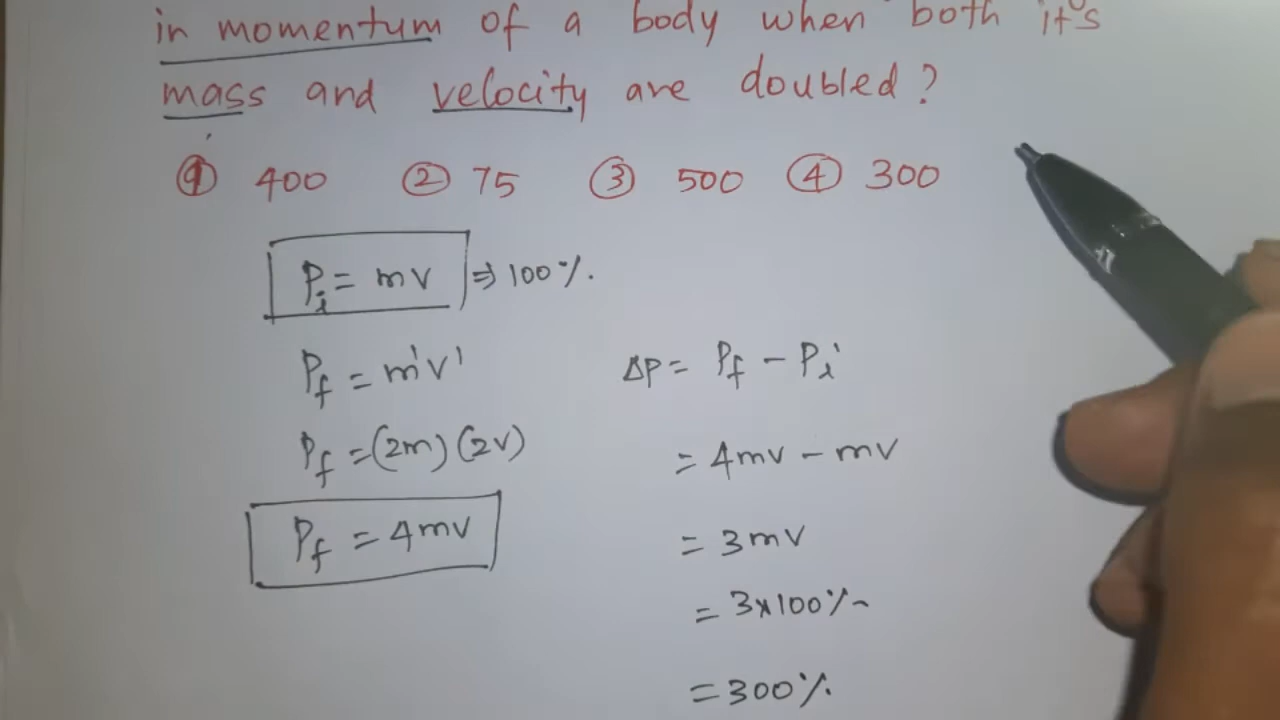 in momentum of a body when both it's
mass and velocity are doubled?
① 400 ② 75 ③ 500 ④ 300
Pi = mv ⇒ 100%.
Pf = m'v'
ΔP = Pf - Pi
Pf = (2m)(2v)
= 4mv - mv
Pf = 4mv
= 3mv
= 3×100%
= 300%.